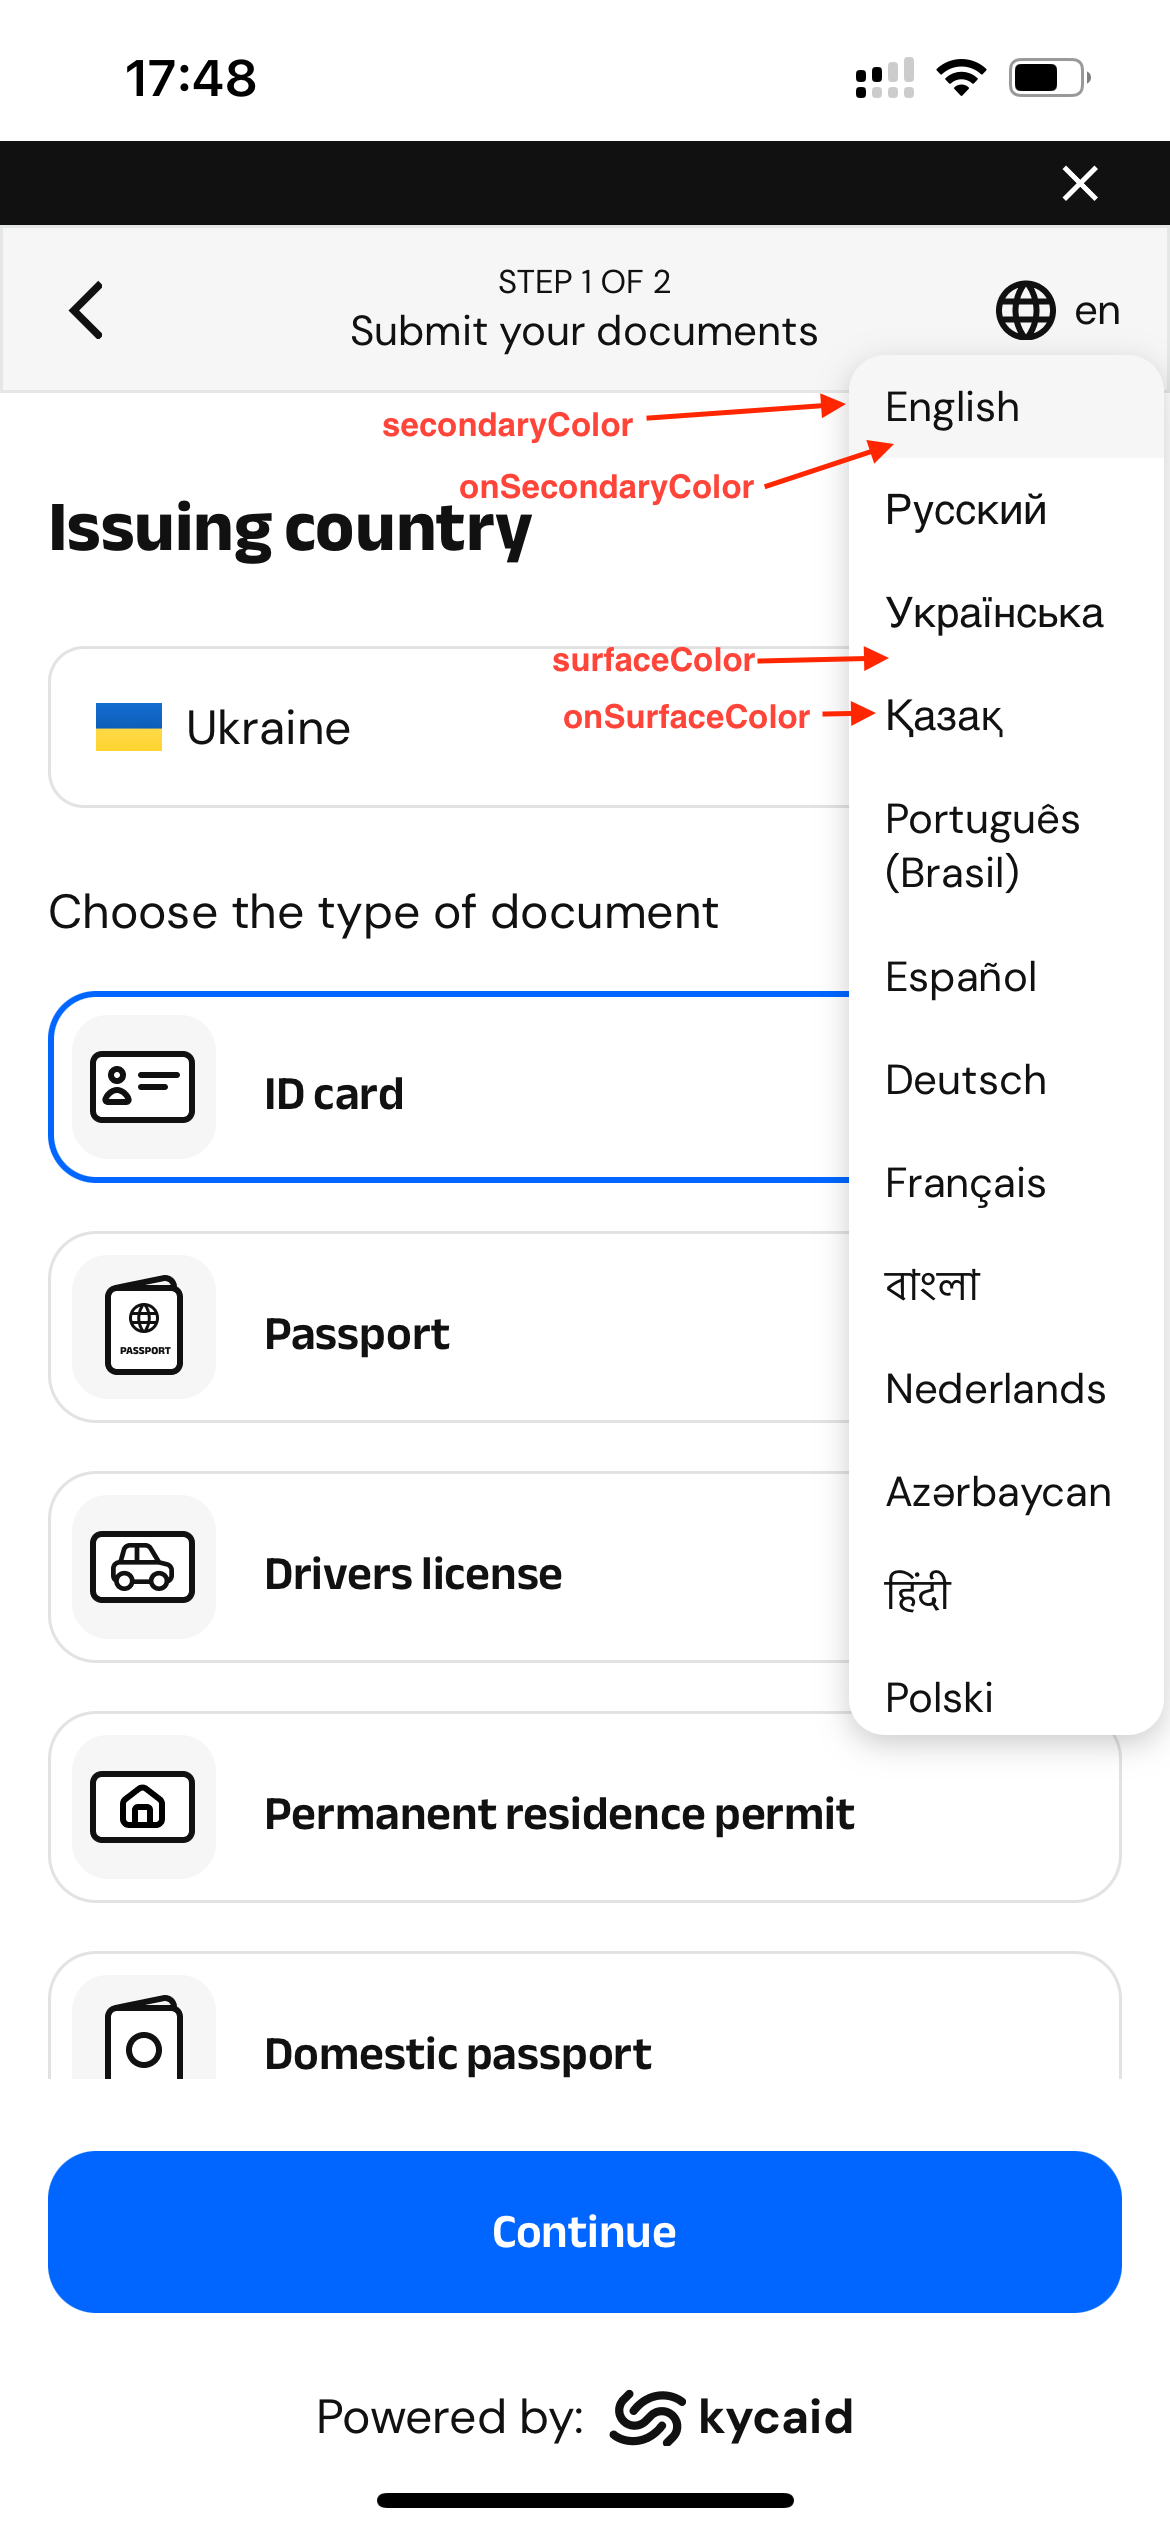 17:48
STEP 1 OF 2
Submit your documents
en
English
secondaryColor
onSecondaryColor
Issuing country
Русский
Українська
surfaceColor
onSurfaceColor
Қазақ
Ukraine
Português
(Brasil)
Choose the type of document
Español
Deutsch
ID card
Français
বাংলা
PASSPORT
Passport
Nederlands
Azərbaycan
Drivers license
हिंदी
Polski
Permanent residence permit
Domestic passport
Continue
Powered by: kycaid